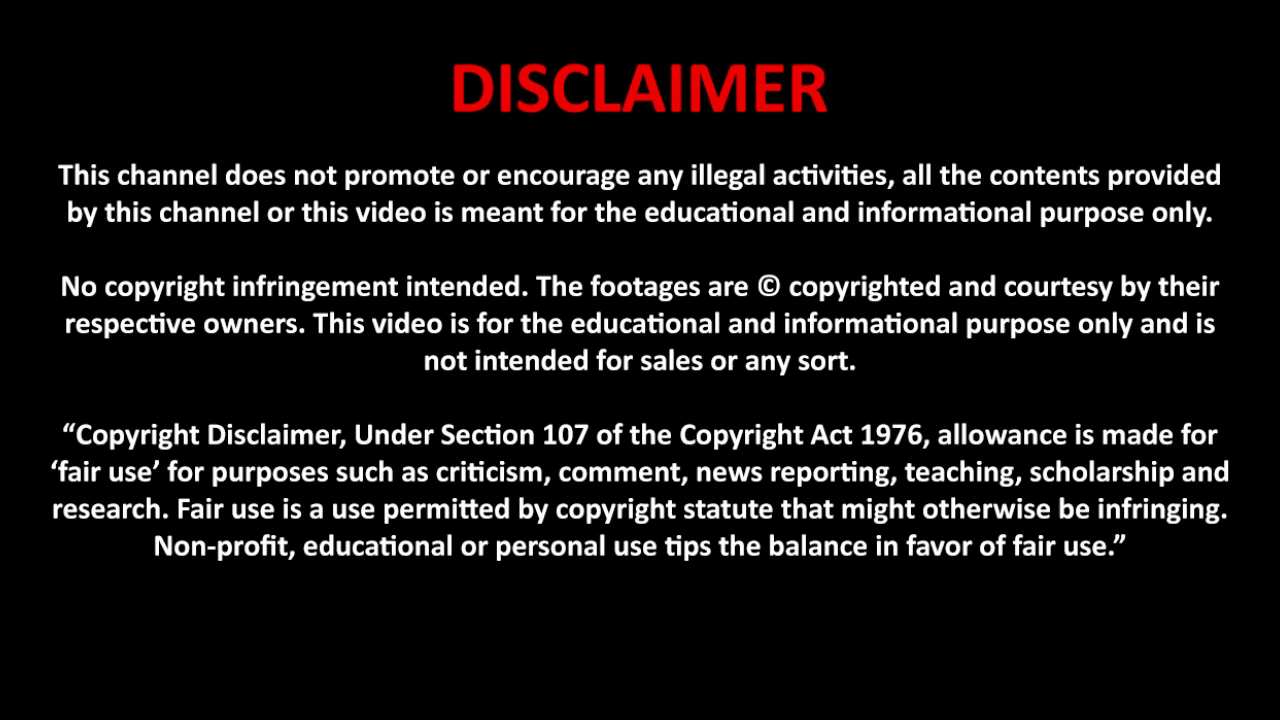 DISCLAIMER
This channel does not promote or encourage any illegal activities, all the contents provided
by this channel or this video is meant for the educational and informational purpose only.
No copyright infringement intended. The footages are © copyrighted and courtesy by their
respective owners. This video is for the educational and informational purpose only and is
not intended for sales or any sort.
“Copyright Disclaimer, Under Section 107 of the Copyright Act 1976, allowance is made for
‘fair use’ for purposes such as criticism, comment, news reporting, teaching, scholarship and
research. Fair use is a use permitted by copyright statute that might otherwise be infringing.
Non-profit, educational or personal use tips the balance in favor of fair use.”